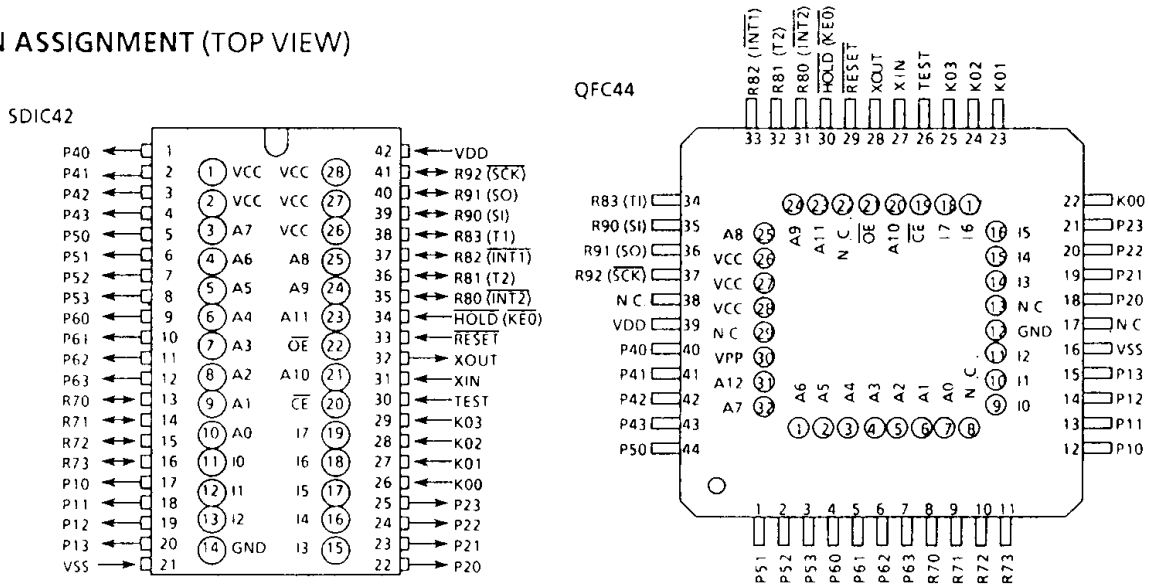 N ASSIGNMENT (TOP VIEW)
SDIC42
P40 1 42 VDD
P41 2 1 VCC VCC 28 41 R92 (SCK)
P42 3 2 VCC VCC 27 40 R91 (SO)
P43 4 3 A7 VCC 26 39 R90 (SI)
P50 5 38 R83 (T1)
P51 6 4 A6 A8 25 37 R82 (INT1)
P52 7 5 A5 A9 24 36 R81 (T2)
P53 8 35 R80 (INT2)
P60 9 6 A4 A11 23 34 HOLD (KE0)
P61 10 7 A3 OE 22 33 RESET
P62 11 32 XOUT
P63 12 8 A2 A10 21 31 XIN
R70 13 9 A1 CE 20 30 TEST
R71 14 29 K03
R72 15 10 A0 I7 19 28 K02
R73 16 11 I0 I6 18 27 K01
P10 17 26 K00
P11 18 12 I1 I5 17 25 P23
P12 19 13 I2 I4 16 24 P22
P13 20 14 GND I3 15 23 P21
VSS 21 22 P20
QFC44
R82 (INT1) R81 (T2) R80 (INT2) HOLD (KE0) RESET XOUT XIN TEST K03 K02 K01
33 32 31 30 29 28 27 26 25 24 23
R83 (TI) 34
R90 (SI) 35
R91 (SO) 36
R92 (SCK) 37
N C 38
VDD 39
P40 40
P41 41
P42 42
P43 43
P50 44
24 23 22 21 20 19 18 1
A9 A11 N.C. OE A10 CE I7 I6
A8 25
VCC 26
VCC 27
VCC 28
N C 29
VPP 30
A12 31
A7 32
16 I5
15 I4
14 I3
13 N C
12 GND
11 I2
10 I1
9 I0
A6 A5 A4 A3 A2 A1 A0 N.C.
1 2 3 4 5 6 7 8
22 K00
21 P23
20 P22
19 P21
18 P20
17 N C
16 VSS
15 P13
14 P12
13 P11
12 P10
1 2 3 4 5 6 7 8 9 10 11
P51 P52 P53 P60 P61 P62 P63 R70 R71 R72 R73